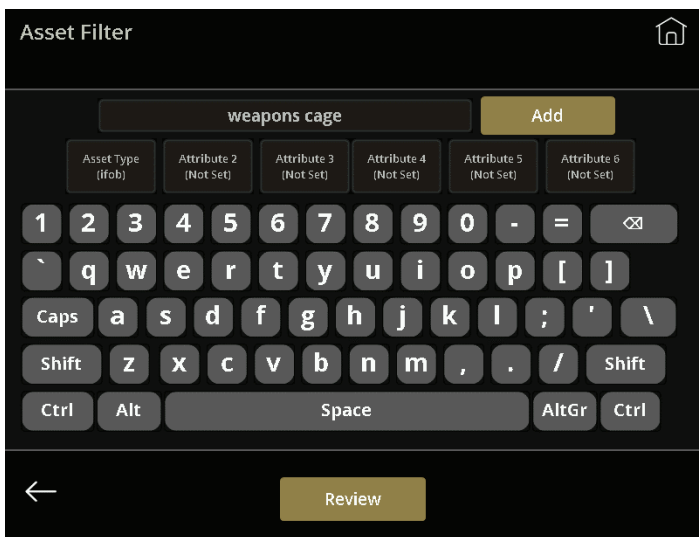 Asset Filter
weapons cage
Add
Asset Type
(ifob)
Attribute 2
(Not Set)
Attribute 3
(Not Set)
Attribute 4
(Not Set)
Attribute 5
(Not Set)
Attribute 6
(Not Set)
1 2 3 4 5 6 7 8 9 0 - = ⌫
` q w e r t y u i o p [ ]
Caps a s d f g h j k l ; ' \
Shift z x c v b n m , . / Shift
Ctrl Alt Space AltGr Ctrl
Review